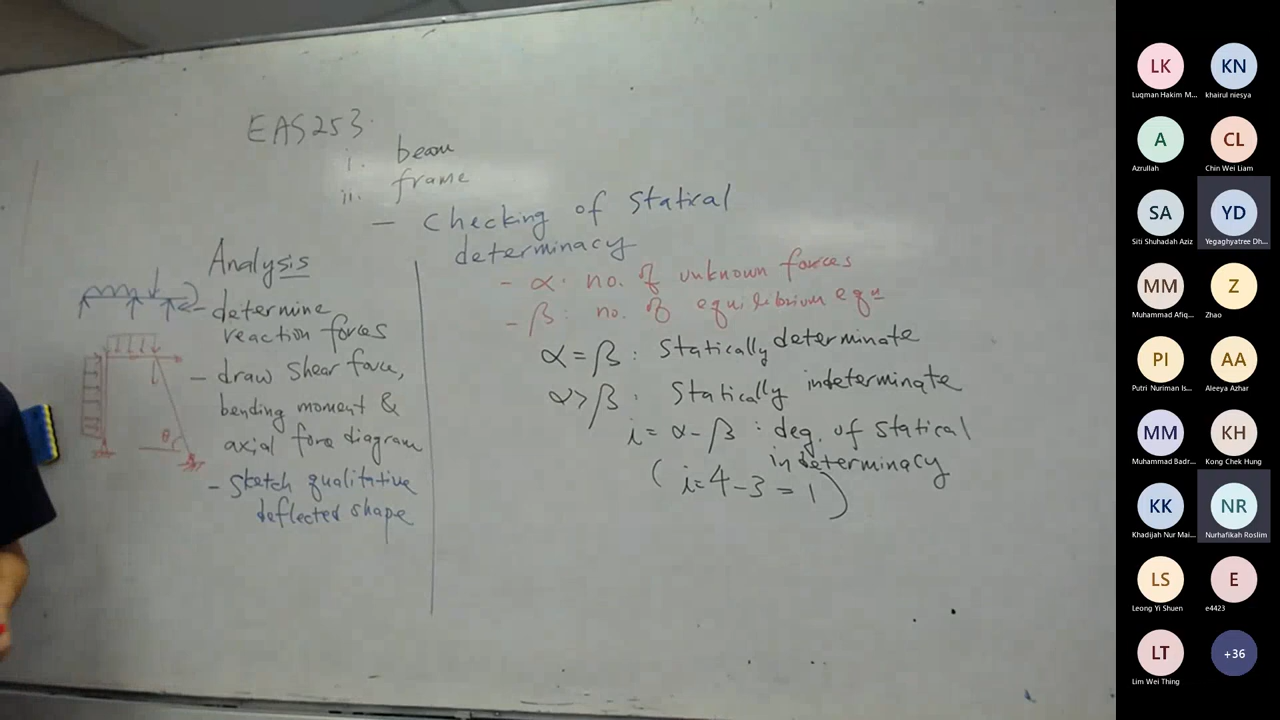 EAS253
i. beam
ii. frame
- Checking of Statical
determinacy
- α: no. of unknown forces
- β: no. of equilibrium eqⁿ
α = β : Statically determinate
α > β : Statically indeterminate
i = α - β : deg. of Statical
indeterminacy
( i = 4 - 3 = 1 )
Analysis
- determine
reaction forces
- draw Shear force,
bending moment &
axial force diagram
- Sketch qualitative
deflected shape
θ
LK
Luqman Hakim M...
KN
khairul niesya
A
Azrullah
CL
Chin Wei Liam
SA
Siti Shuhadah Aziz
YD
Yegaghyatree Dh...
MM
Muhammad Afiq...
Z
Zhao
PI
Putri Nuriman Is...
AA
Aleeya Azhar
MM
Muhammad Badr...
KH
Kong Chek Hung
KK
Khadijah Nur Mai...
NR
Nurhafikah Roslim
LS
Leong Yi Shuen
E
e4423
LT
Lim Wei Thing
+36